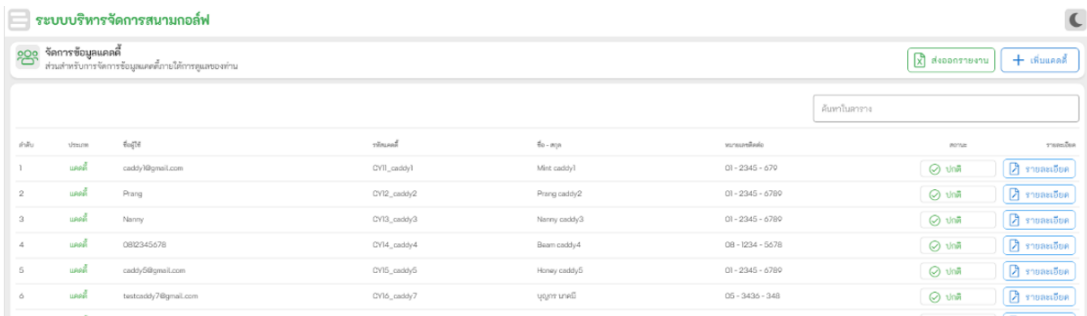 ระบบบริหารจัดการสนามกอล์ฟ
จัดการข้อมูลแคดดี้
ส่วนสำหรับการจัดการข้อมูลแคดดี้ภายใต้การดูแลของท่าน
ส่งออกรายงาน
เพิ่มแคดดี้
ค้นหาในตาราง
ลำดับ ประเภท ชื่อผู้ใช้ รหัสแคดดี้ ชื่อ - สกุล หมายเลขติดต่อ สถานะ รายละเอียด
1 แคดดี้ caddy1@gmail.com CY11_caddy1 Mint caddy1 01 - 2345 - 679 ปกติ รายละเอียด
2 แคดดี้ Prang CY12_caddy2 Prang caddy2 01 - 2345 - 6789 ปกติ รายละเอียด
3 แคดดี้ Nanny CY13_caddy3 Nanny caddy3 01 - 2345 - 6789 ปกติ รายละเอียด
4 แคดดี้ 0812345678 CY14_caddy4 Beam caddy4 08 - 1234 - 5678 ปกติ รายละเอียด
5 แคดดี้ caddy5@gmail.com CY15_caddy5 Honey caddy5 01 - 2345 - 6789 ปกติ รายละเอียด
6 แคดดี้ testcaddy7@gmail.com CY16_caddy7 05 - 3436 - 348 ปกติ รายละเอียด